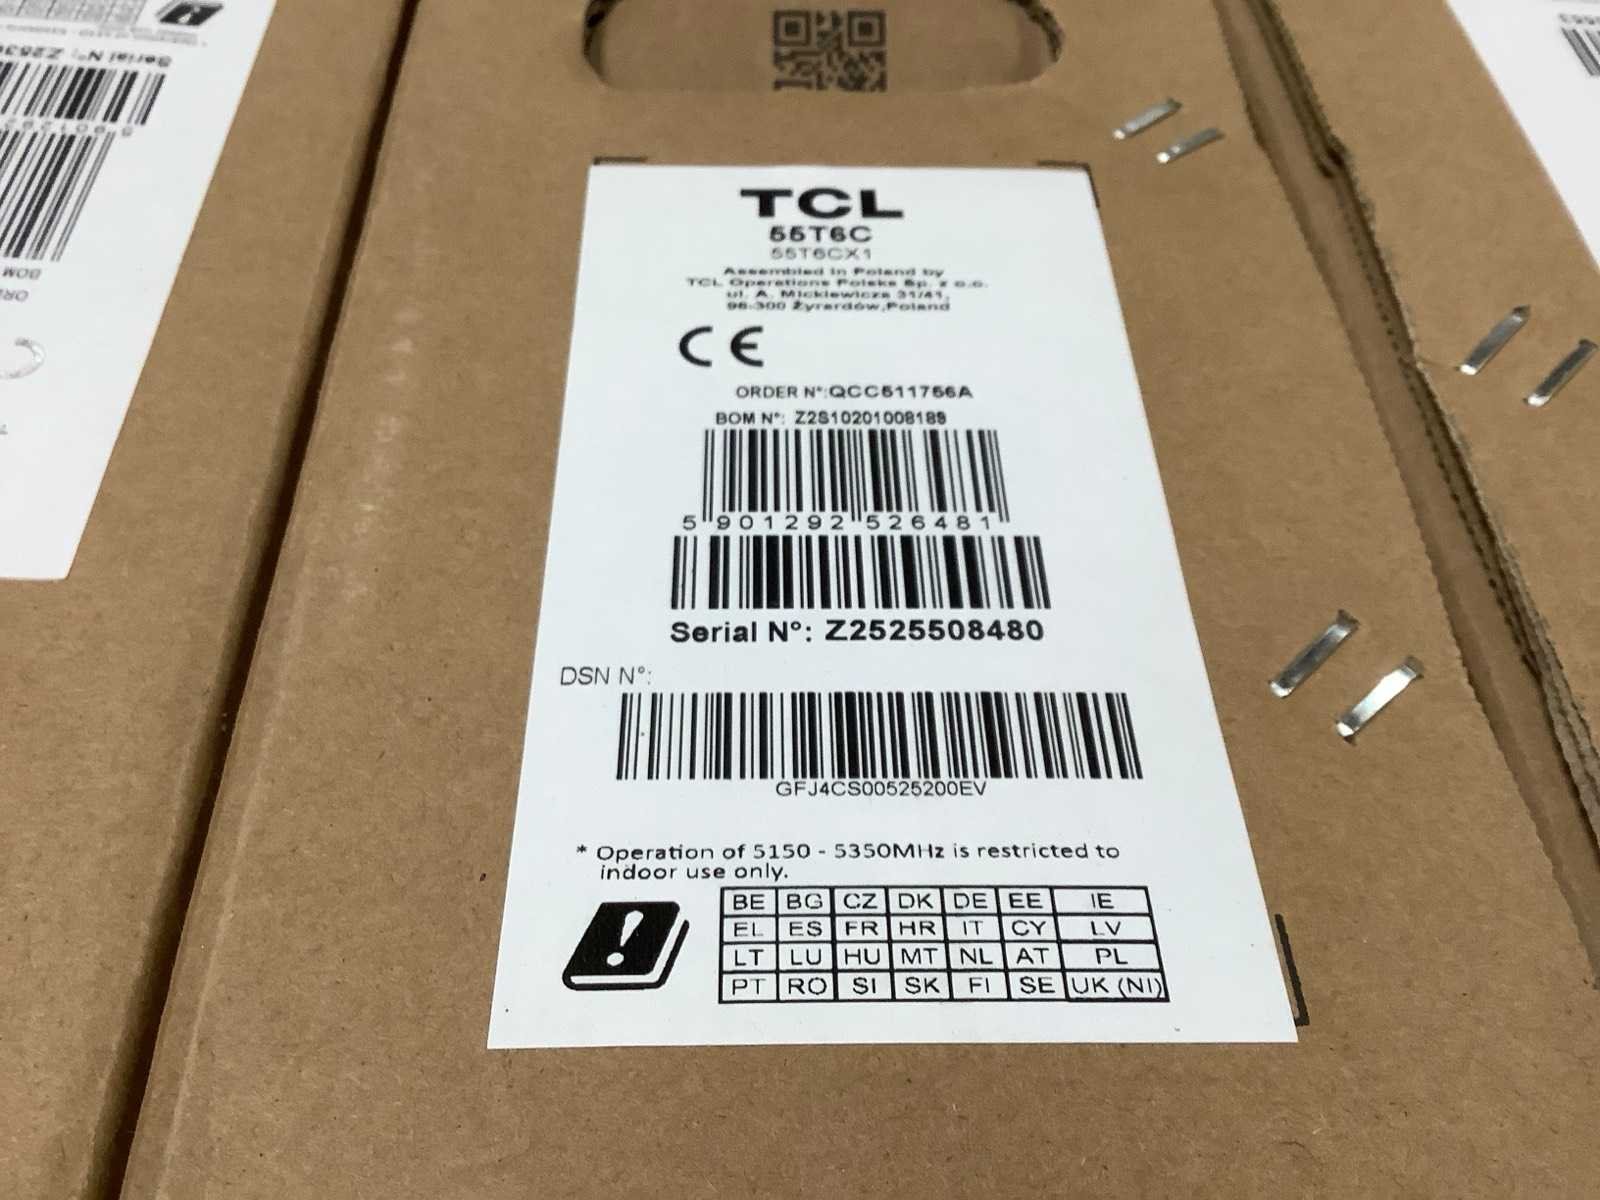 TCL
55T6C
55T6CX1
Assembled in Poland by
TCL Operations Polska Sp. z o.o.
ul. A. Mickiewicza 31/41,
96-300 Żyrardów,Poland
CE
ORDER N°:QCC511756A
BOM N°: Z2S10201008189
5 901292 526481
Serial N°: Z2525508480
DSN N°:
GFJ4CS00525200EV
* Operation of 5150 - 5350MHz is restricted to
indoor use only.
BE BG CZ DK DE EE IE
EL ES FR HR IT CY LV
LT LU HU MT NL AT PL
PT RO SI SK FI SE UK (NI)
Serial N°:
BOM